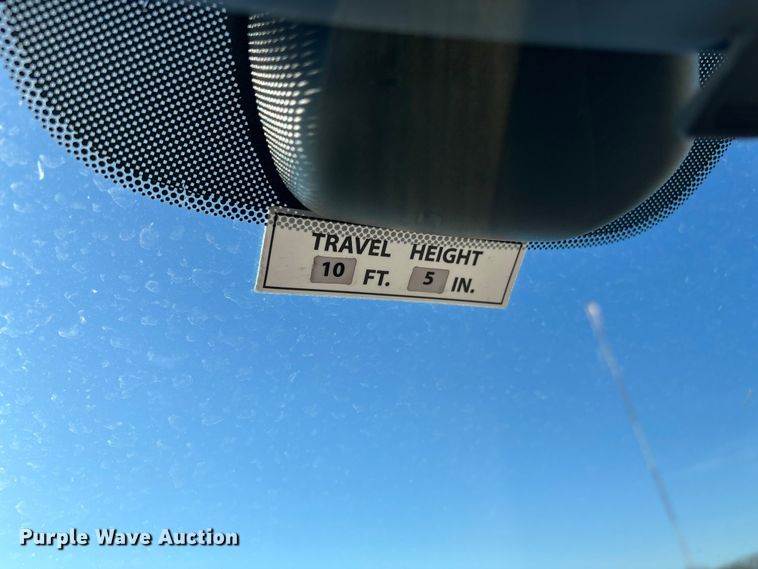 TRAVEL HEIGHT
10 FT. 5 IN.
Purple Wave Auction